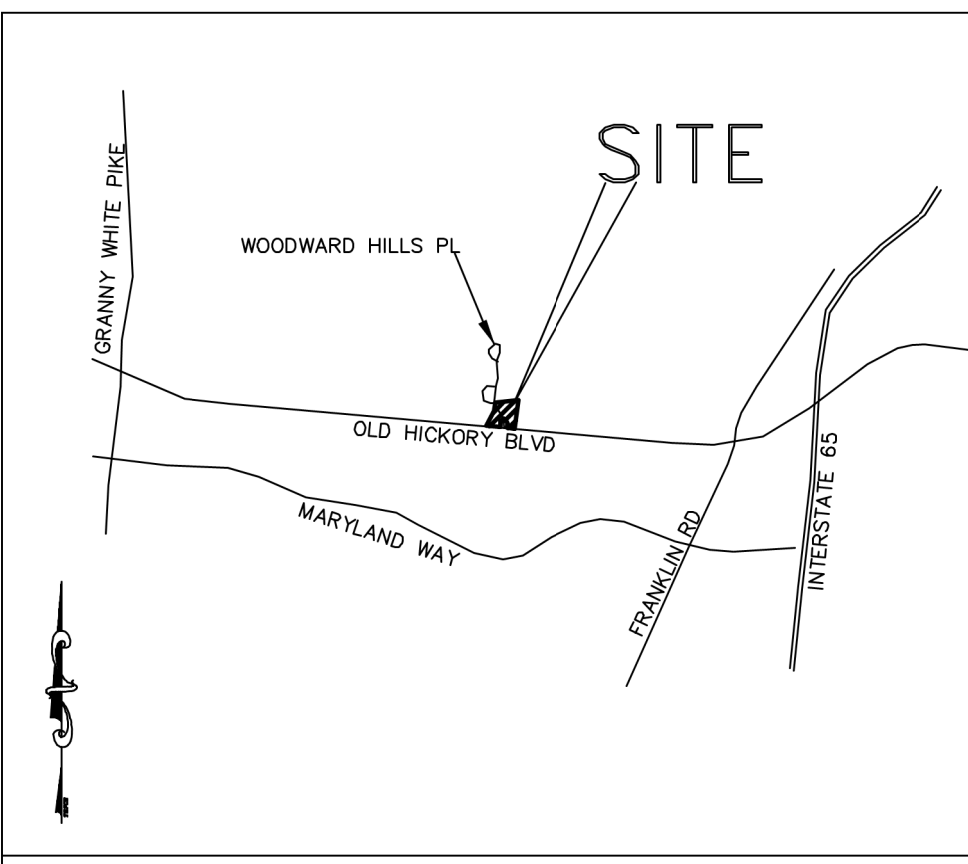 SITE
GRANNY WHITE PIKE
WOODWARD HILLS PL
OLD HICKORY BLVD
MARYLAND WAY
FRANKLIN RD
INTERSTATE 65